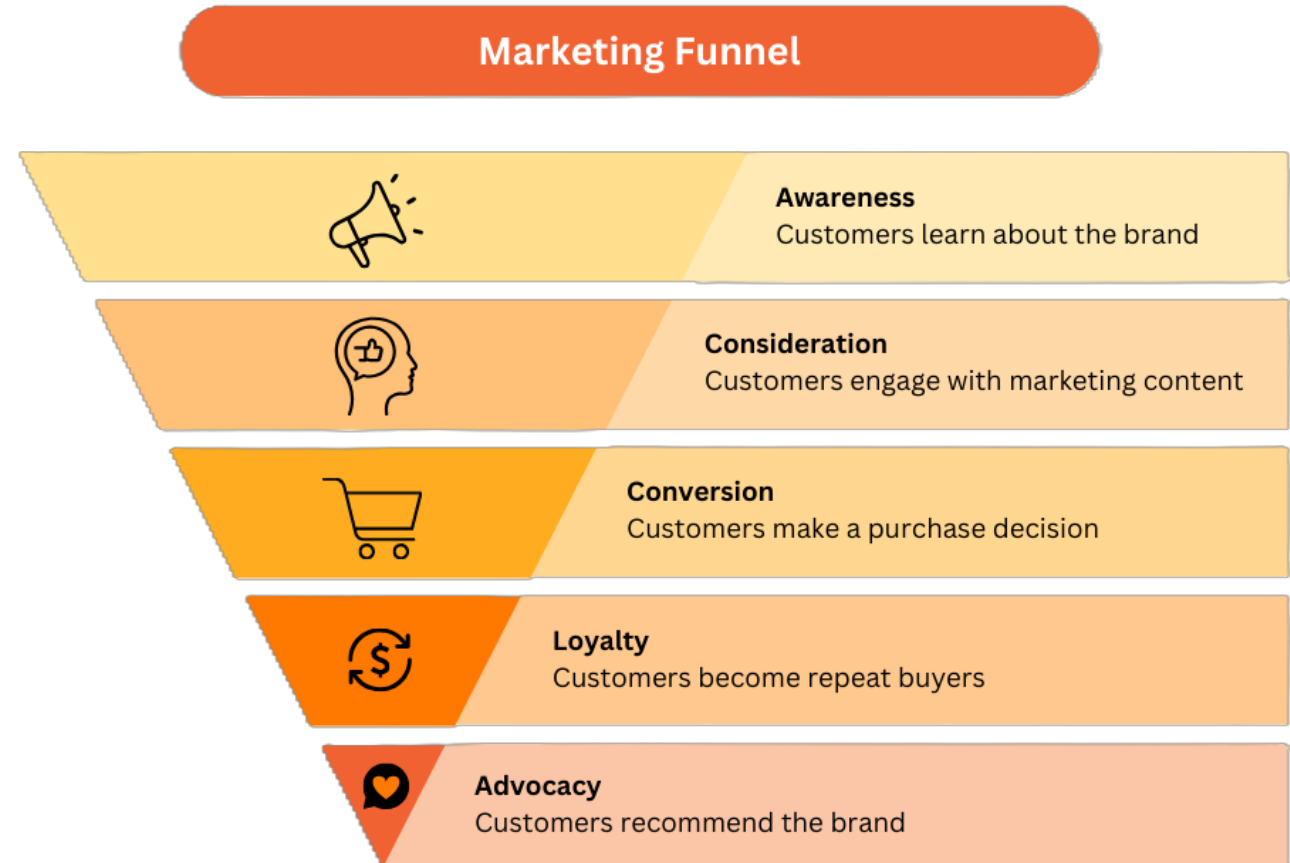 Marketing Funnel
Awareness
Customers learn about the brand
Consideration
Customers engage with marketing content
Conversion
Customers make a purchase decision
$
Loyalty
Customers become repeat buyers
Advocacy
Customers recommend the brand